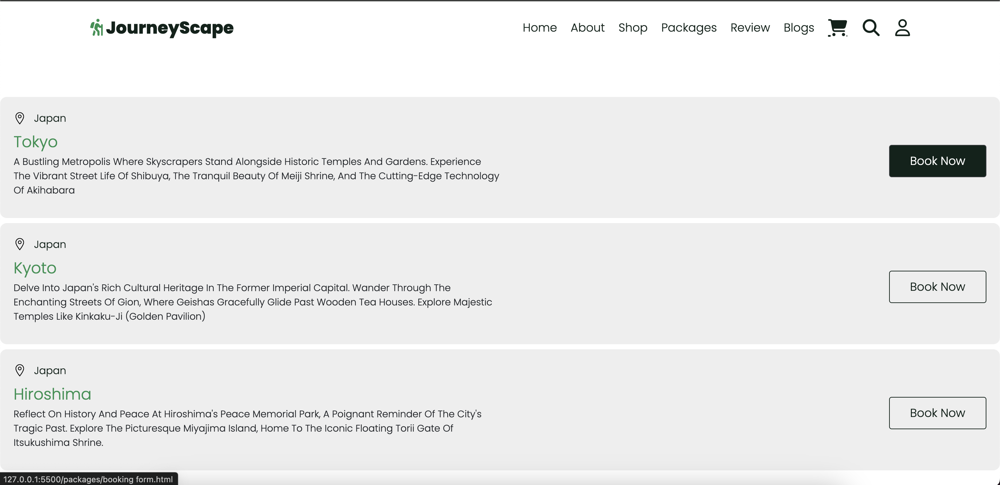 JourneyScape
Home About Shop Packages Review Blogs
Japan
Tokyo
A Bustling Metropolis Where Skyscrapers Stand Alongside Historic Temples And Gardens. Experience
The Vibrant Street Life Of Shibuya, The Tranquil Beauty Of Meiji Shrine, And The Cutting-Edge Technology
Of Akihabara
Book Now
Japan
Kyoto
Delve Into Japan's Rich Cultural Heritage In The Former Imperial Capital. Wander Through The
Enchanting Streets Of Gion, Where Geishas Gracefully Glide Past Wooden Tea Houses. Explore Majestic
Temples Like Kinkaku-Ji (Golden Pavilion)
Book Now
Japan
Hiroshima
Reflect On History And Peace At Hiroshima's Peace Memorial Park, A Poignant Reminder Of The City's
Tragic Past. Explore The Picturesque Miyajima Island, Home To The Iconic Floating Torii Gate Of
Itsukushima Shrine.
Book Now
127.0.0.1:5500/packages/booking form.html